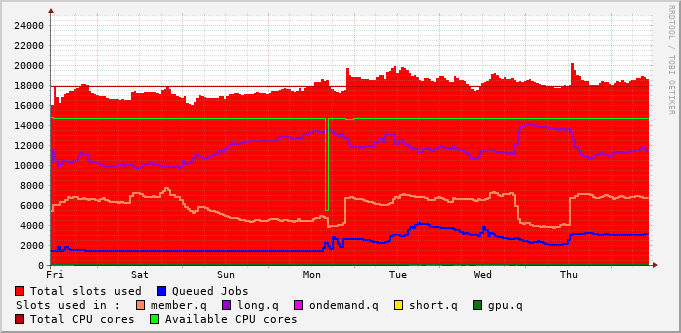 RRDTOOL / TOBI OETIKER
24000
22000
20000
18000
16000
14000
12000
10000
8000
6000
4000
2000
0
Fri Sat Sun Mon Tue Wed Thu
Total slots used Queued Jobs
Slots used in : member.q long.q ondemand.q short.q gpu.q
Total CPU cores Available CPU cores